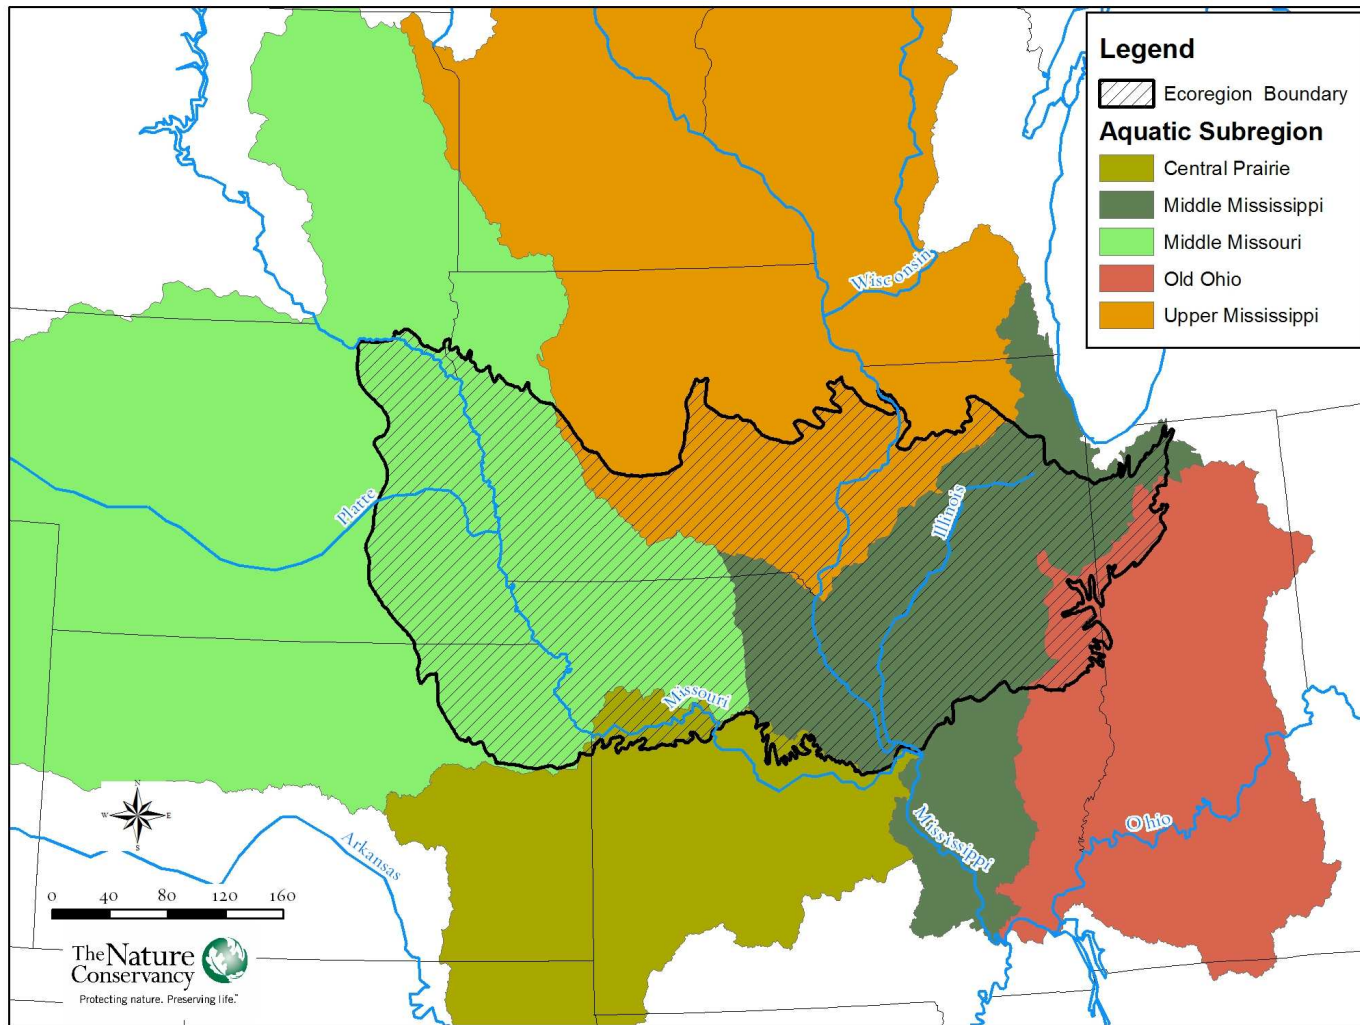 Legend
Ecoregion Boundary
Aquatic Subregion
Central Prairie
Middle Mississippi
Middle Missouri
Old Ohio
Upper Mississippi
Wisconsin
Platte
Illinois
Missouri
Mississippi
Ohio
Arkansas
N
W E
S
0 40 80 120 160
The Nature
Conservancy
Protecting nature. Preserving life.™